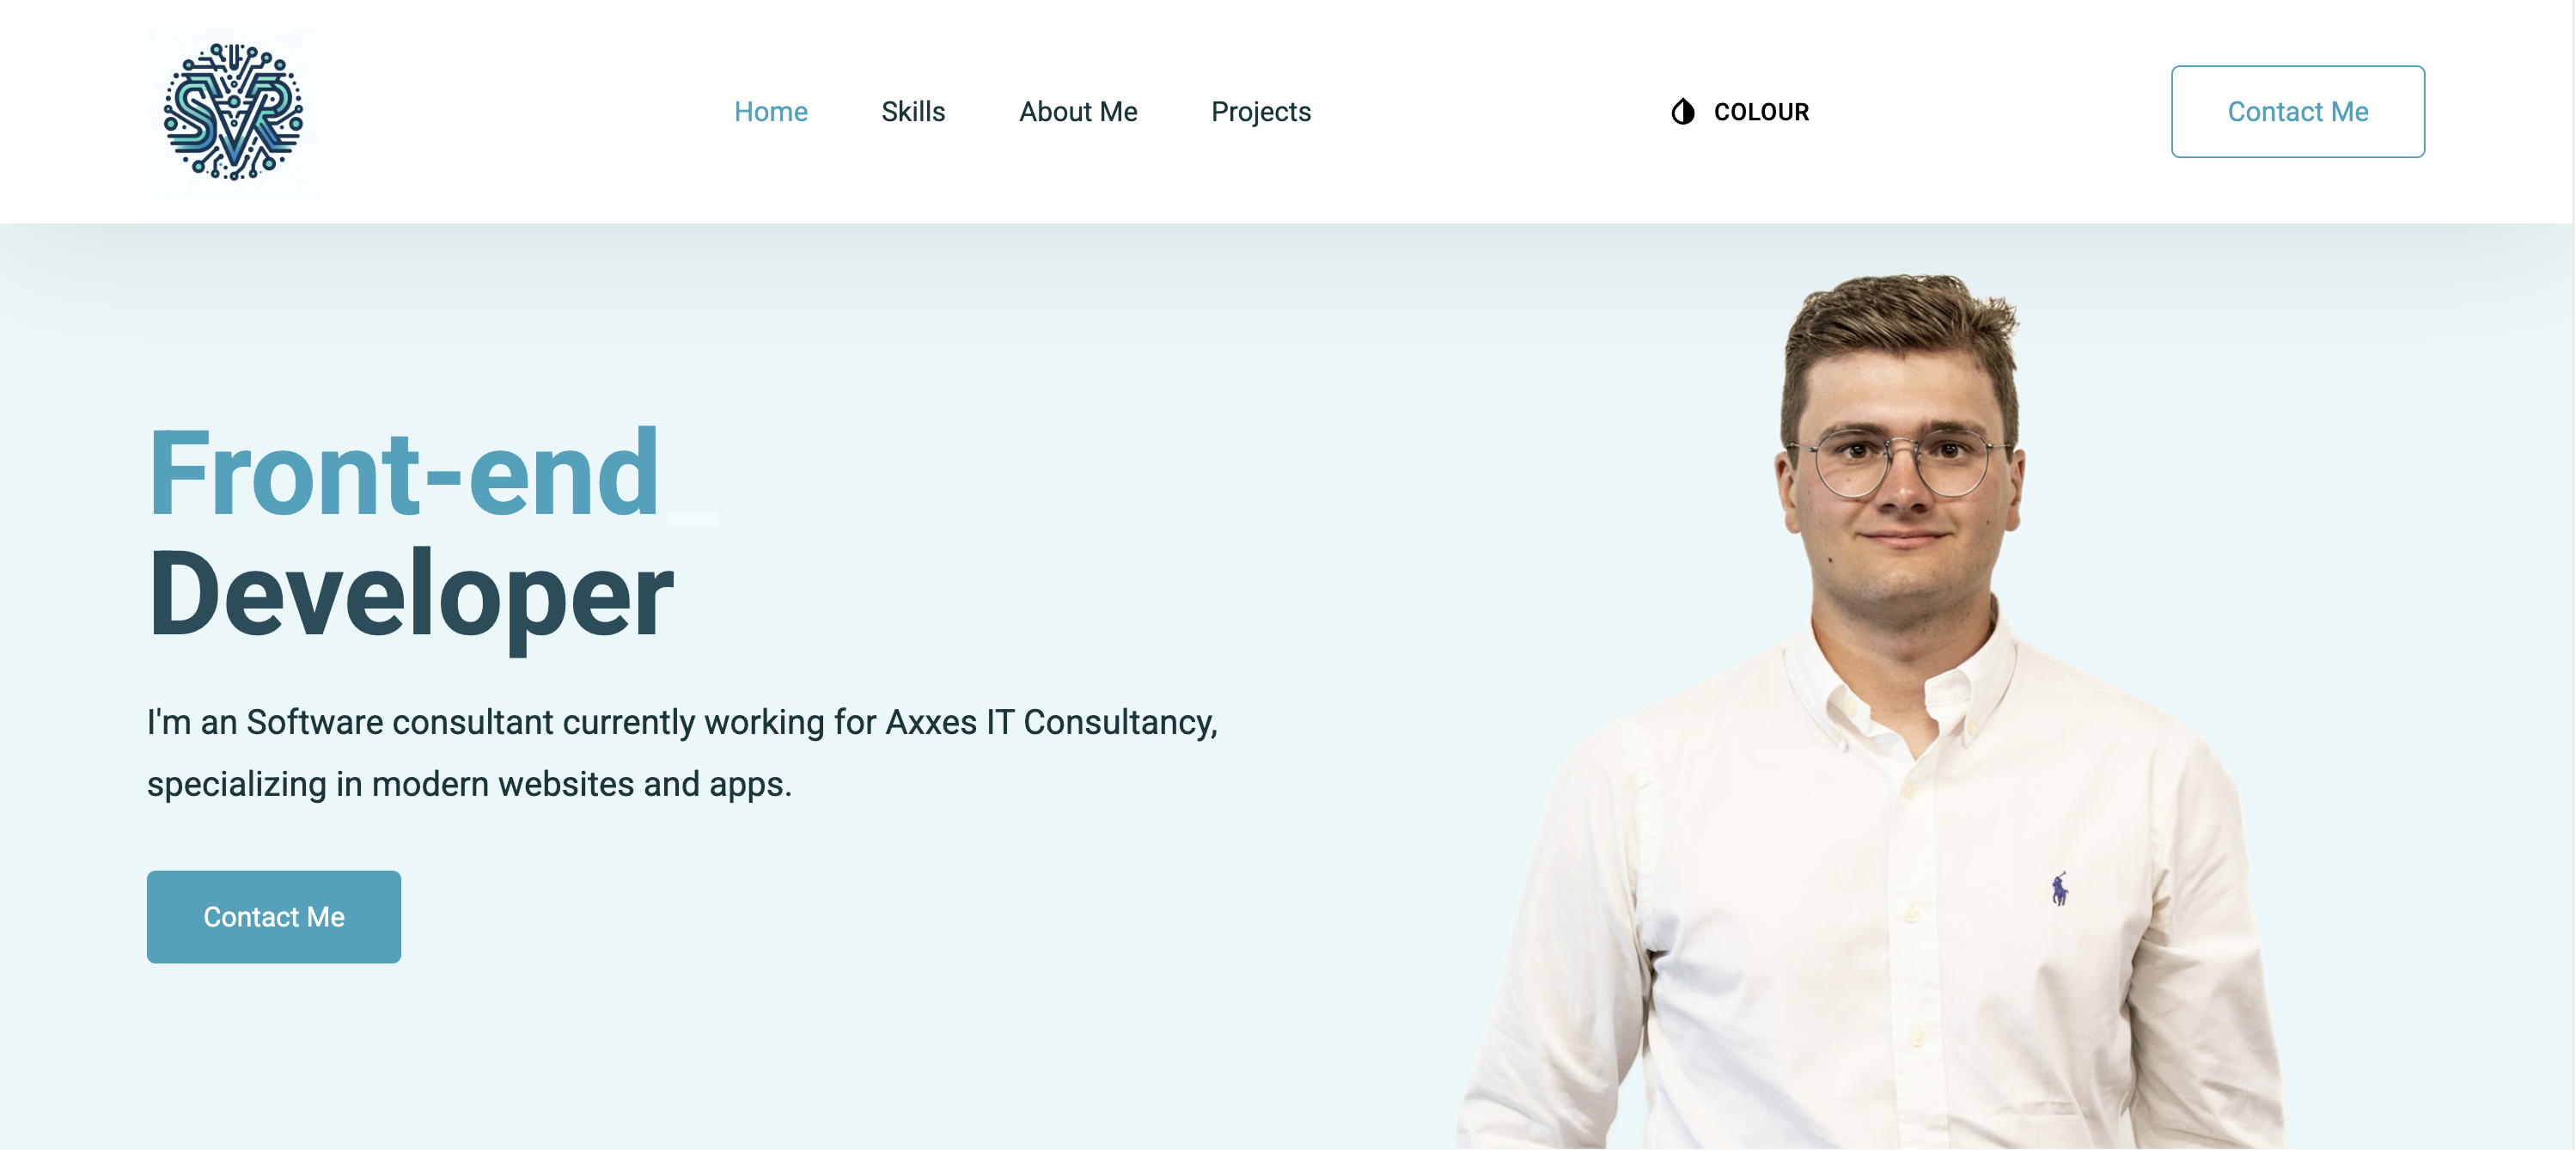 SVR
Home Skills About Me Projects COLOUR Contact Me
Front-end_
Developer
I'm an Software consultant currently working for Axxes IT Consultancy,
specializing in modern websites and apps.
Contact Me